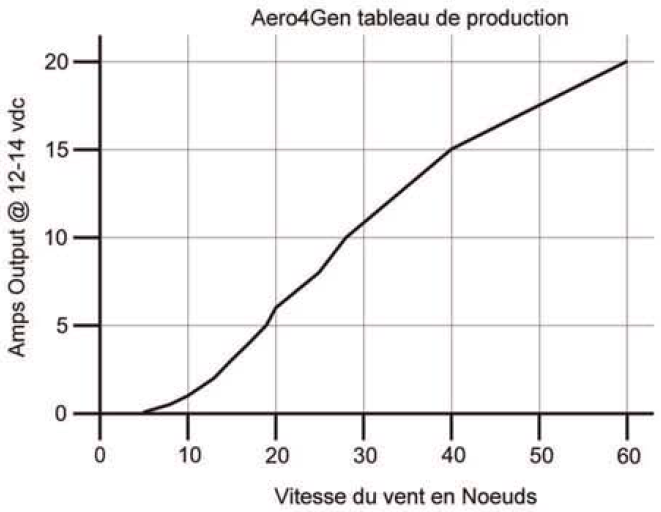 Aero4Gen tableau de production
Amps Output @ 12-14 vdc
20
15
10
5
0
0 10 20 30 40 50 60
Vitesse du vent en Noeuds